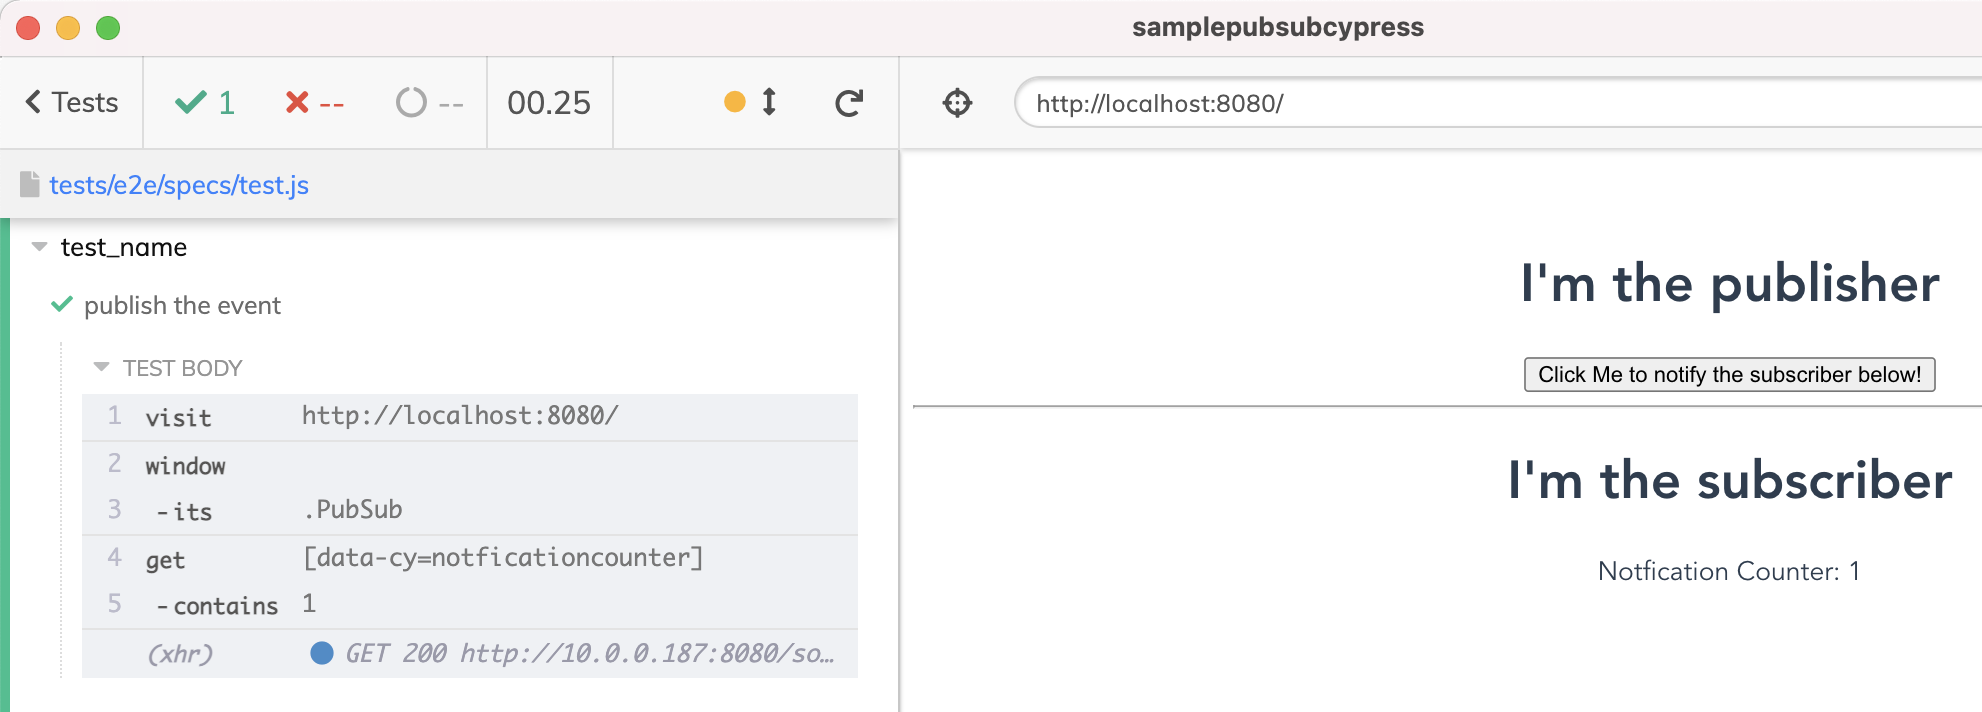 samplepubsubcypress
Tests 1 -- -- 00.25
http://localhost:8080/
tests/e2e/specs/test.js
test_name
publish the event
TEST BODY
1 visit http://localhost:8080/
2 window
3 -its .PubSub
4 get [data-cy=notficationcounter]
5 -contains 1
(xhr) GET 200 http://10.0.0.187:8080/so…
I'm the publisher
Click Me to notify the subscriber below!
I'm the subscriber
Notfication Counter: 1